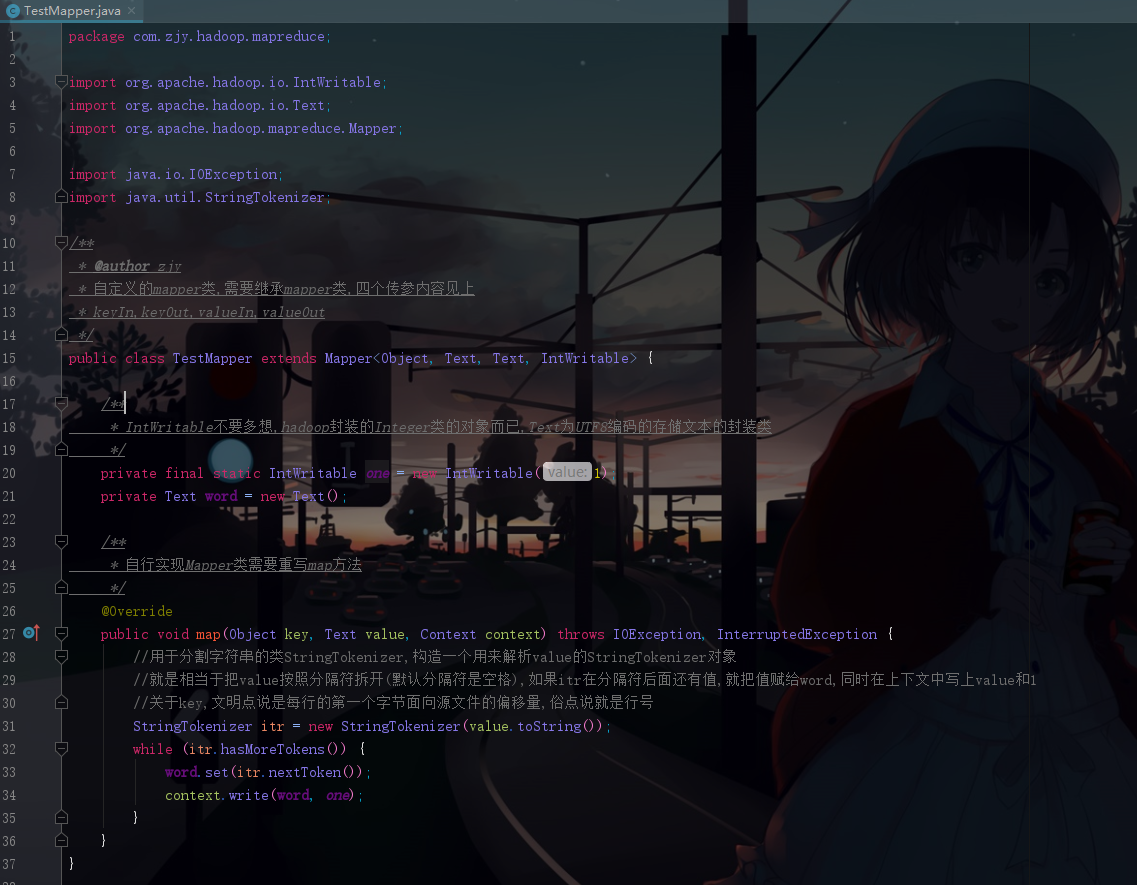 TestMapper.java
1 package com.zjy.hadoop.mapreduce;
2
3 import org.apache.hadoop.io.IntWritable;
4 import org.apache.hadoop.io.Text;
5 import org.apache.hadoop.mapreduce.Mapper;
6
7 import java.io.IOException;
8 import java.util.StringTokenizer;
9
10 /**
11 * @author zjy
12 * 自定义的mapper类,需要继承mapper类,四个传参内容见上
13 * keyIn,keyOut,valueIn,valueOut
14 */
15 public class TestMapper extends Mapper<Object, Text, Text, IntWritable> {
16
17 /**
18 * IntWritable不要多想,hadoop封装的Integer类的对象而已,Text为UTF8编码的存储文本的封装类
19 */
20 private final static IntWritable one = new IntWritable( value: 1)
21 private Text word = new Text();
22
23 /**
24 * 自行实现Mapper类需要重写map方法
25 */
26 @Override
27 public void map(Object key, Text value, Context context) throws IOException, InterruptedException {
28 //用于分割字符串的类StringTokenizer,构造一个用来解析value的StringTokenizer对象
29 //就是相当于把value按照分隔符拆开(默认分隔符是空格),如果itr在分隔符后面还有值,就把值赋给word,同时在上下文中写上value和1
30 //关于key,文明点说是每行的第一个字节面向源文件的偏移量,俗点说就是行号
31 StringTokenizer itr = new StringTokenizer(value.toString());
32 while (itr.hasMoreTokens()) {
33 word.set(itr.nextToken());
34 context.write(word, one);
35 }
36 }
37 }